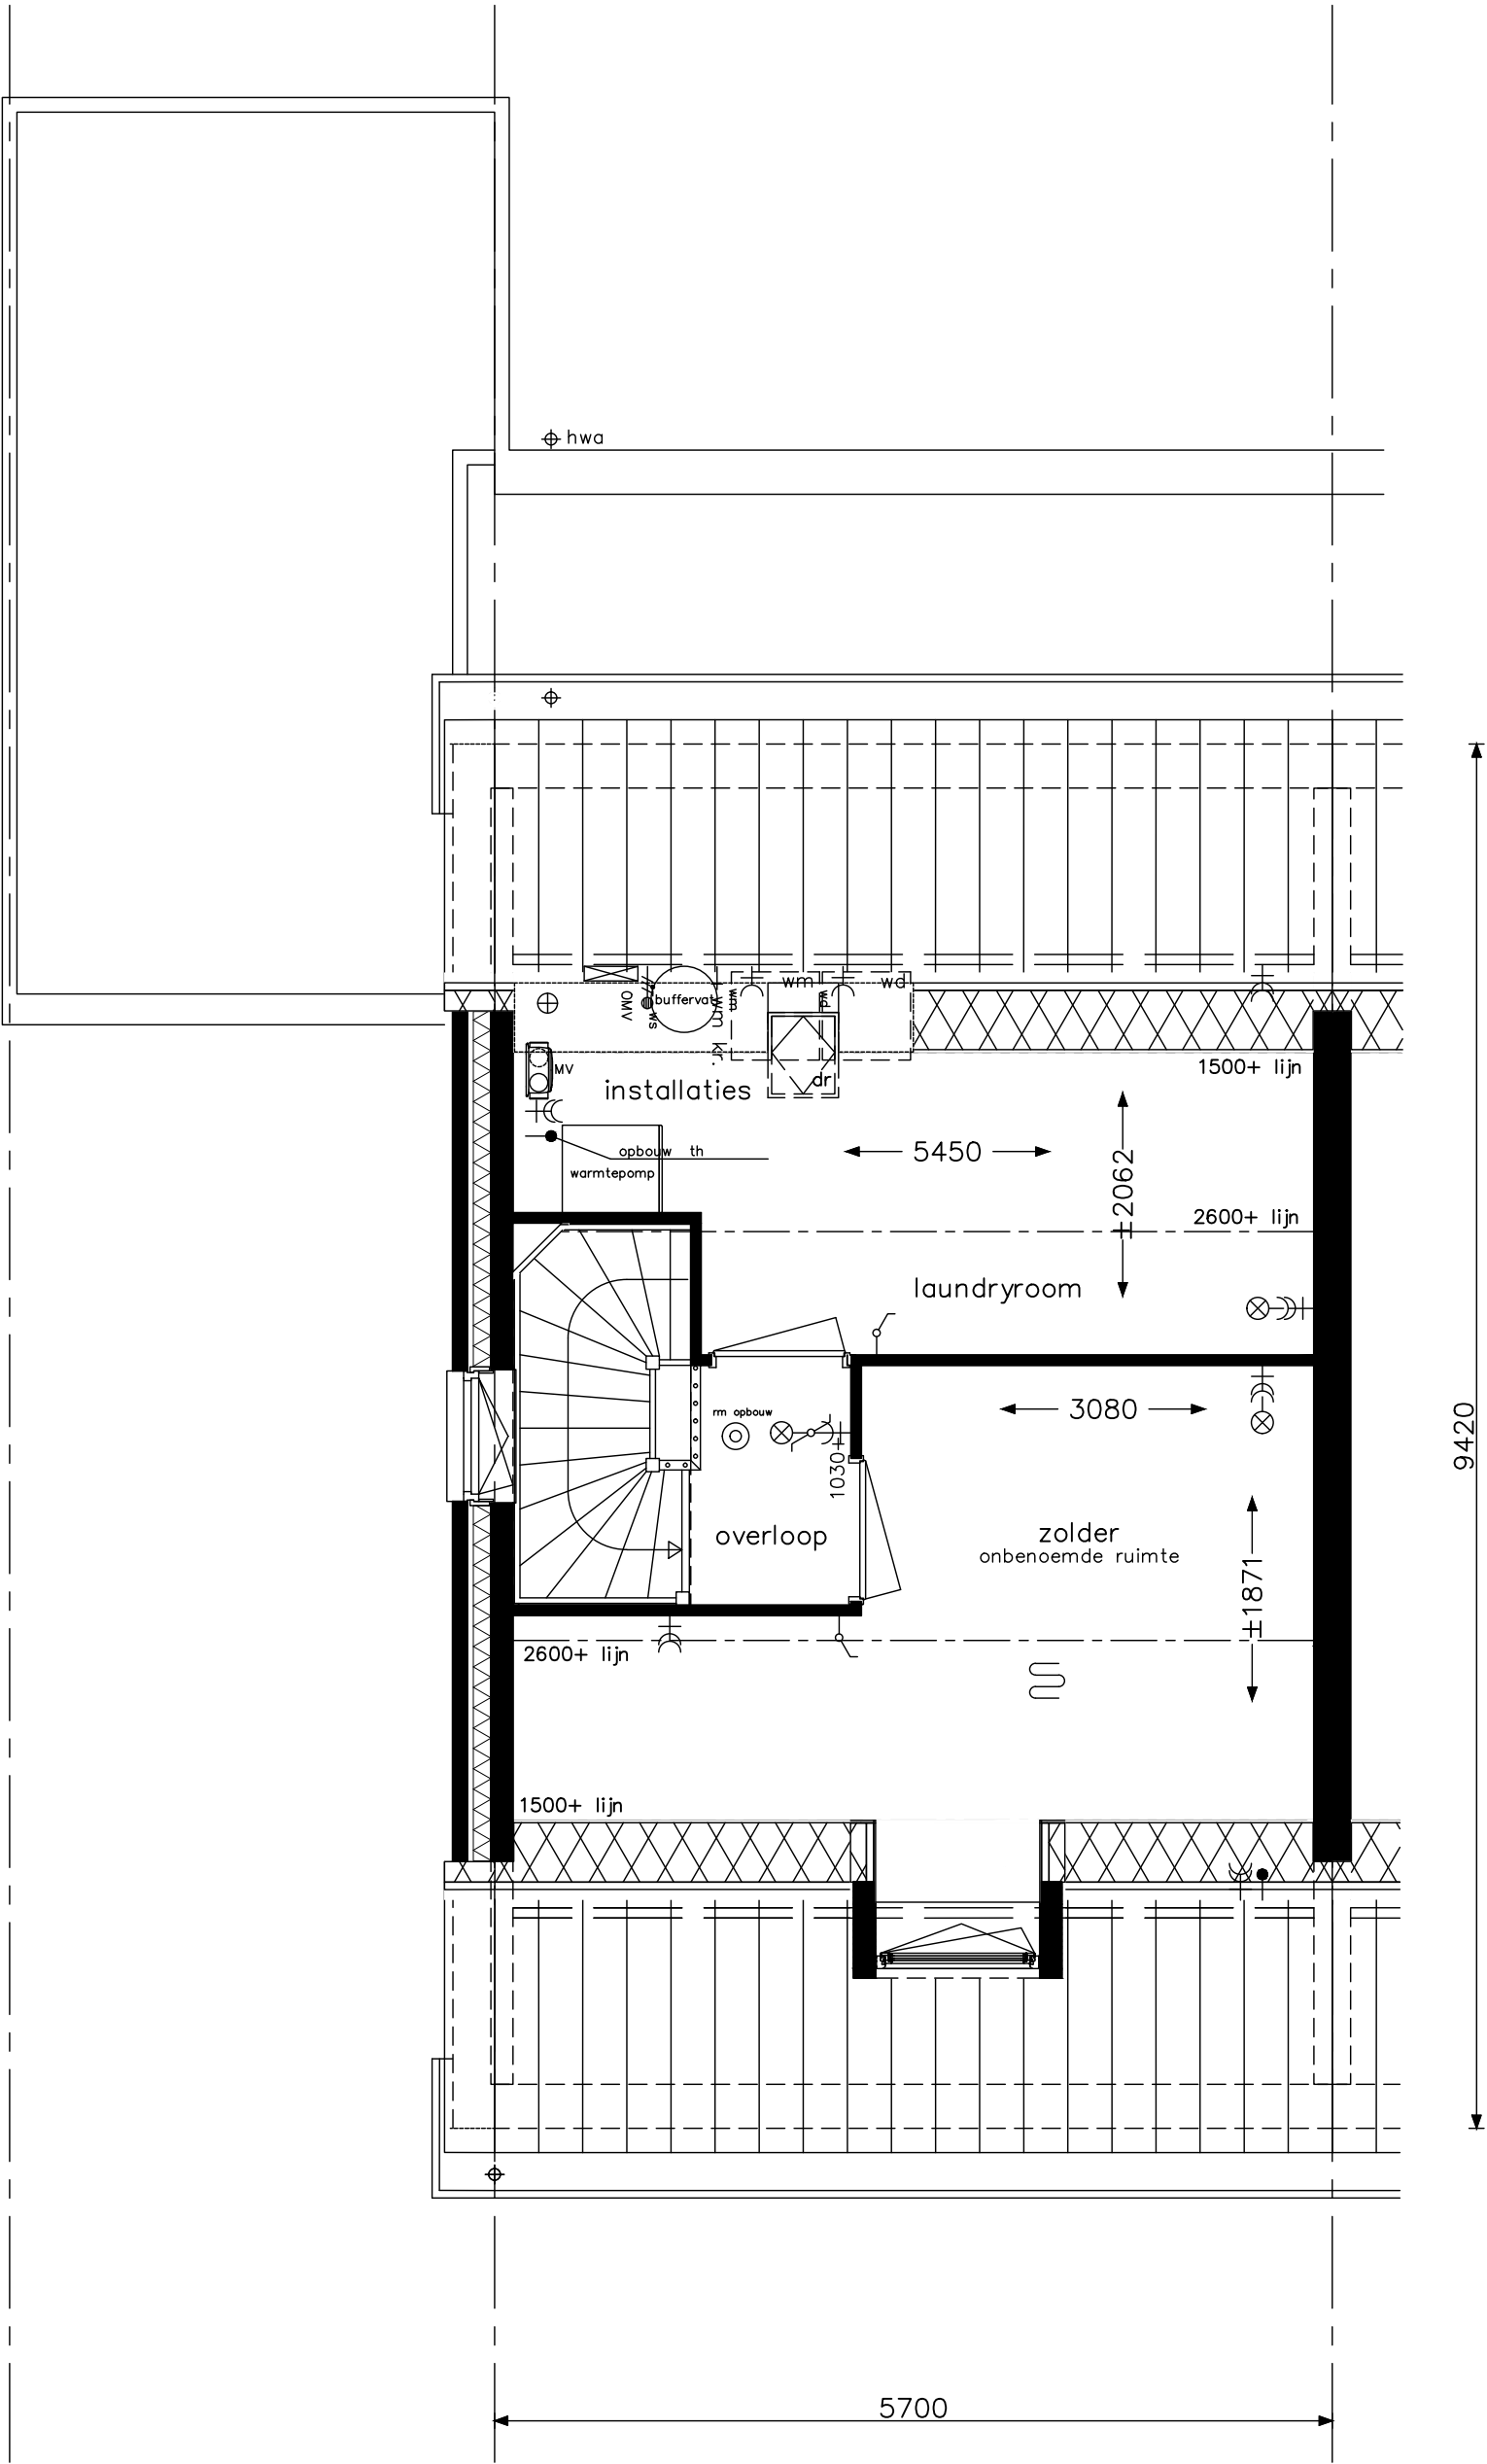 hwa
wm
wd
wm
wd
buffervat
OMV
ws
wm kr.
MV
dr
1500+ lijn
installaties
opbouw th
5450
warmtepomp
±2062
2600+ lijn
laundryroom
3080
rm opbouw
9420
1030+
overloop
zolder
onbenoemde ruimte
±1871
2600+ lijn
1500+ lijn
5700